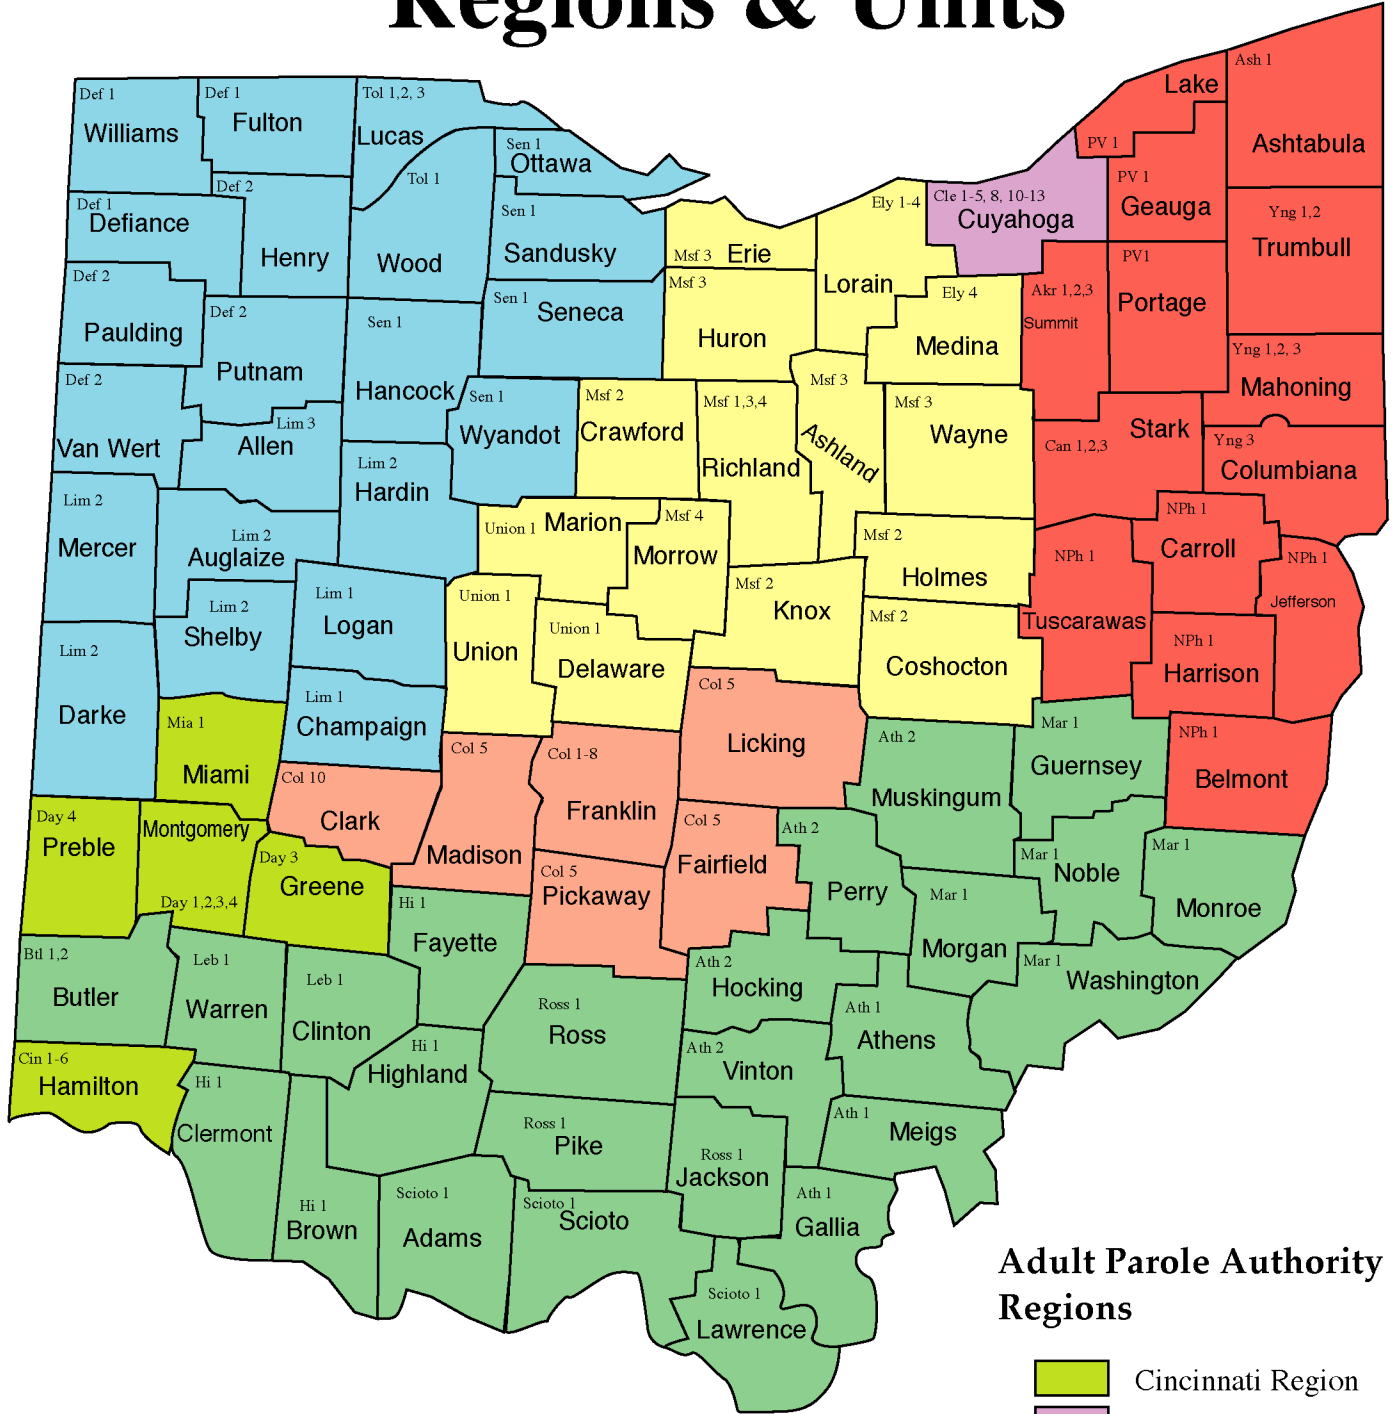 Regions & Units
Def 1
Williams
Def 1
Fulton
Tol 1,2, 3
Lucas
Sen 1
Ottawa
Lake
Ash 1
Ashtabula
PV 1
PV 1
Geauga
Def 1
Defiance
Def 2
Henry
Tol 1
Wood
Sen 1
Sandusky
Msf 3
Erie
Ely 1-4
Lorain
Cle 1-5, 8, 10-13
Cuyahoga
Yng 1,2
Trumbull
Def 2
Paulding
Def 2
Putnam
Sen 1
Hancock
Sen 1
Seneca
Msf 3
Huron
Ely 4
Medina
Akr 1,2,3
Summit
PV1
Portage
Yng 1,2, 3
Mahoning
Def 2
Van Wert
Lim 3
Allen
Sen 1
Wyandot
Msf 2
Crawford
Msf 1,3,4
Richland
Msf 3
Ashland
Msf 3
Wayne
Can 1,2,3
Stark
Yng 3
Columbiana
Lim 2
Mercer
Lim 2
Auglaize
Lim 2
Hardin
Union 1
Marion
Msf 4
Morrow
Msf 2
Holmes
NPh 1
Tuscarawas
NPh 1
Carroll
NPh 1
Jefferson
Lim 2
Darke
Lim 2
Shelby
Lim 1
Logan
Union 1
Union
Union 1
Delaware
Msf 2
Knox
Msf 2
Coshocton
NPh 1
Harrison
Mia 1
Miami
Lim 1
Champaign
Col 5
Madison
Col 1-8
Franklin
Col 5
Licking
Ath 2
Muskingum
Mar 1
Guernsey
NPh 1
Belmont
Day 4
Preble
Montgomery
Day 1,2,3,4
Col 10
Clark
Day 3
Greene
Col 5
Pickaway
Col 5
Fairfield
Ath 2
Perry
Mar 1
Morgan
Mar 1
Noble
Mar 1
Monroe
Btl 1,2
Butler
Leb 1
Warren
Leb 1
Clinton
Hi 1
Fayette
Ross 1
Ross
Ath 2
Hocking
Ath 1
Athens
Mar 1
Washington
Cin 1-6
Hamilton
Hi 1
Clermont
Hi 1
Highland
Ath 2
Vinton
Ross 1
Pike
Ross 1
Jackson
Ath 1
Meigs
Hi 1
Brown
Scioto 1
Adams
Scioto 1
Scioto
Ath 1
Gallia
Scioto 1
Lawrence
Adult Parole Authority
Regions
Cincinnati Region